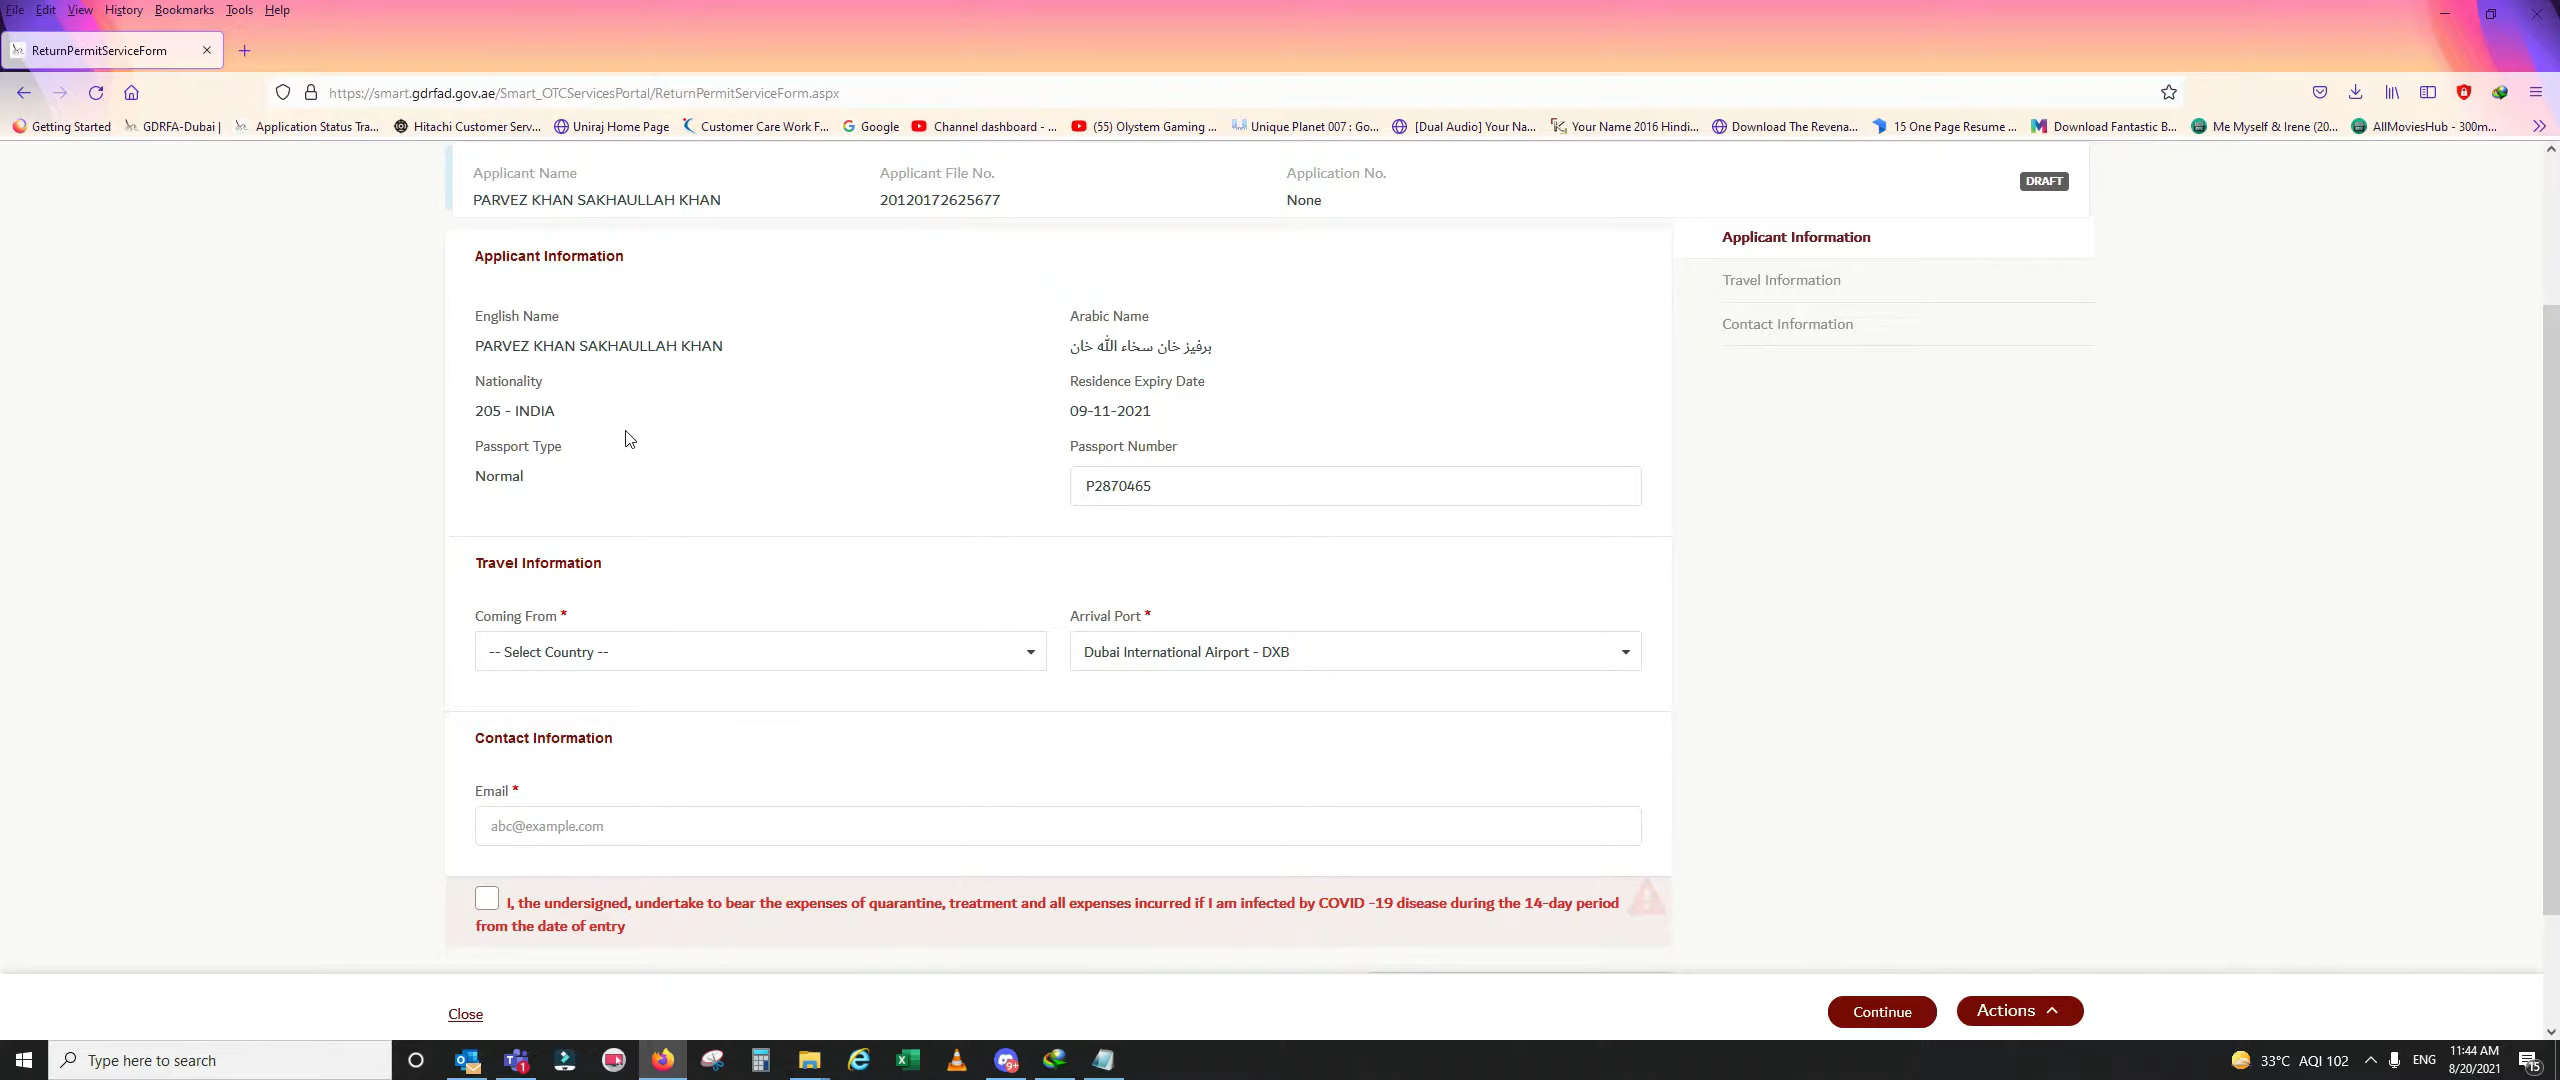 File Edit View History Bookmarks Tools Help
ReturnPermitServiceForm
https://smart.gdrfad.gov.ae/Smart_OTCServicesPortal/ReturnPermitServiceForm.aspx
Getting Started GDRFA-Dubai | Application Status Tra... Hitachi Customer Serv... Uniraj Home Page Customer Care Work F... Google Channel dashboard - ... (55) Olystem Gaming ... Unique Planet 007 : Go... [Dual Audio] Your Na... Your Name 2016 Hindi... Download The Revena... 15 One Page Resume ... Download Fantastic B... Me Myself & Irene (20... AllMoviesHub - 300m...
Applicant Name Applicant File No. Application No.
DRAFT
PARVEZ KHAN SAKHAULLAH KHAN 20120172625677 None
Applicant Information
Applicant Information
Travel Information
Contact Information
English Name Arabic Name
PARVEZ KHAN SAKHAULLAH KHAN برفيز خان سخاء الله خان
Nationality Residence Expiry Date
205 - INDIA 09-11-2021
Passport Type Passport Number
Normal P2870465
Travel Information
Coming From * Arrival Port *
-- Select Country -- Dubai International Airport - DXB
Contact Information
Email *
abc@example.com
I, the undersigned, undertake to bear the expenses of quarantine, treatment and all expenses incurred if I am infected by COVID -19 disease during the 14-day period
from the date of entry
Close Continue Actions
Type here to search
33°C AQI 102 ENG 11:44 AM
8/20/2021
15